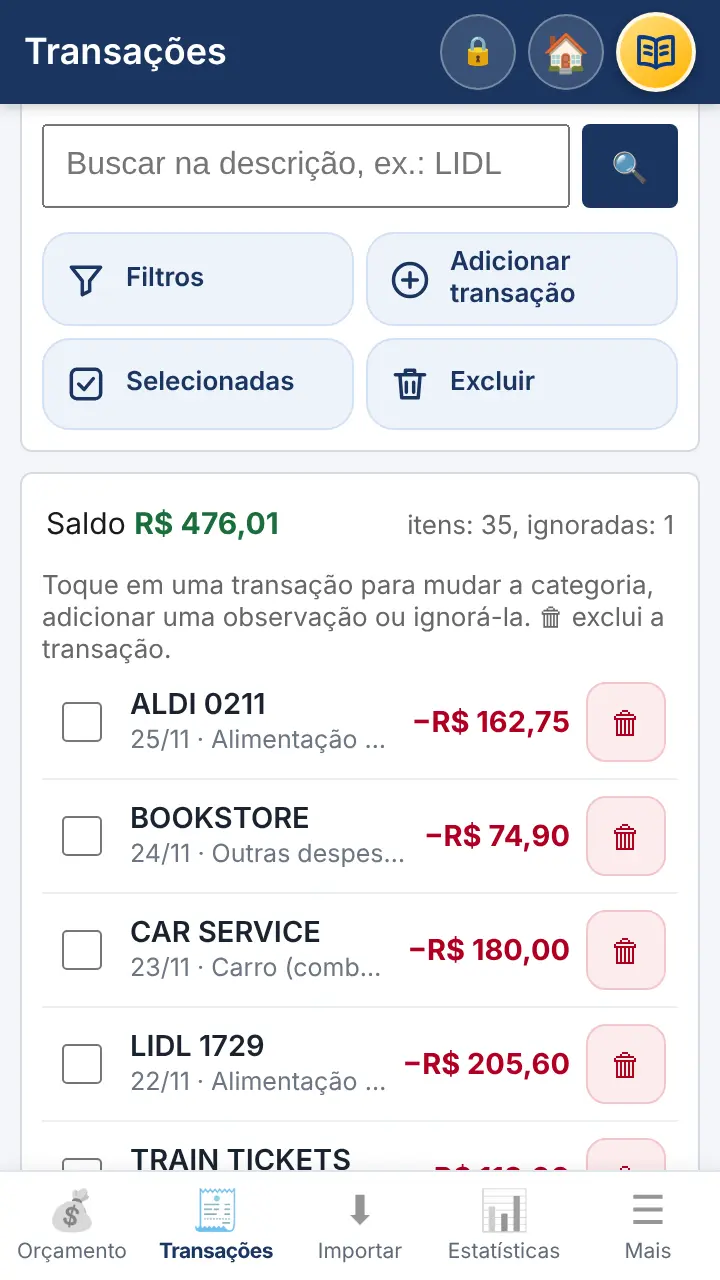 Transações
Buscar na descrição, ex.: LIDL
Filtros
Adicionar
transação
Selecionadas
Excluir
Saldo R$ 476,01
itens: 35, ignoradas: 1
Toque em uma transação para mudar a categoria,
adicionar uma observação ou ignorá-la. 🗑 exclui a
transação.
ALDI 0211
25/11 · Alimentação ...
−R$ 162,75
BOOKSTORE
24/11 · Outras despes...
−R$ 74,90
CAR SERVICE
23/11 · Carro (comb...
−R$ 180,00
LIDL 1729
22/11 · Alimentação ...
−R$ 205,60
TRAIN TICKETS
Orçamento
Transações
Importar
Estatísticas
Mais